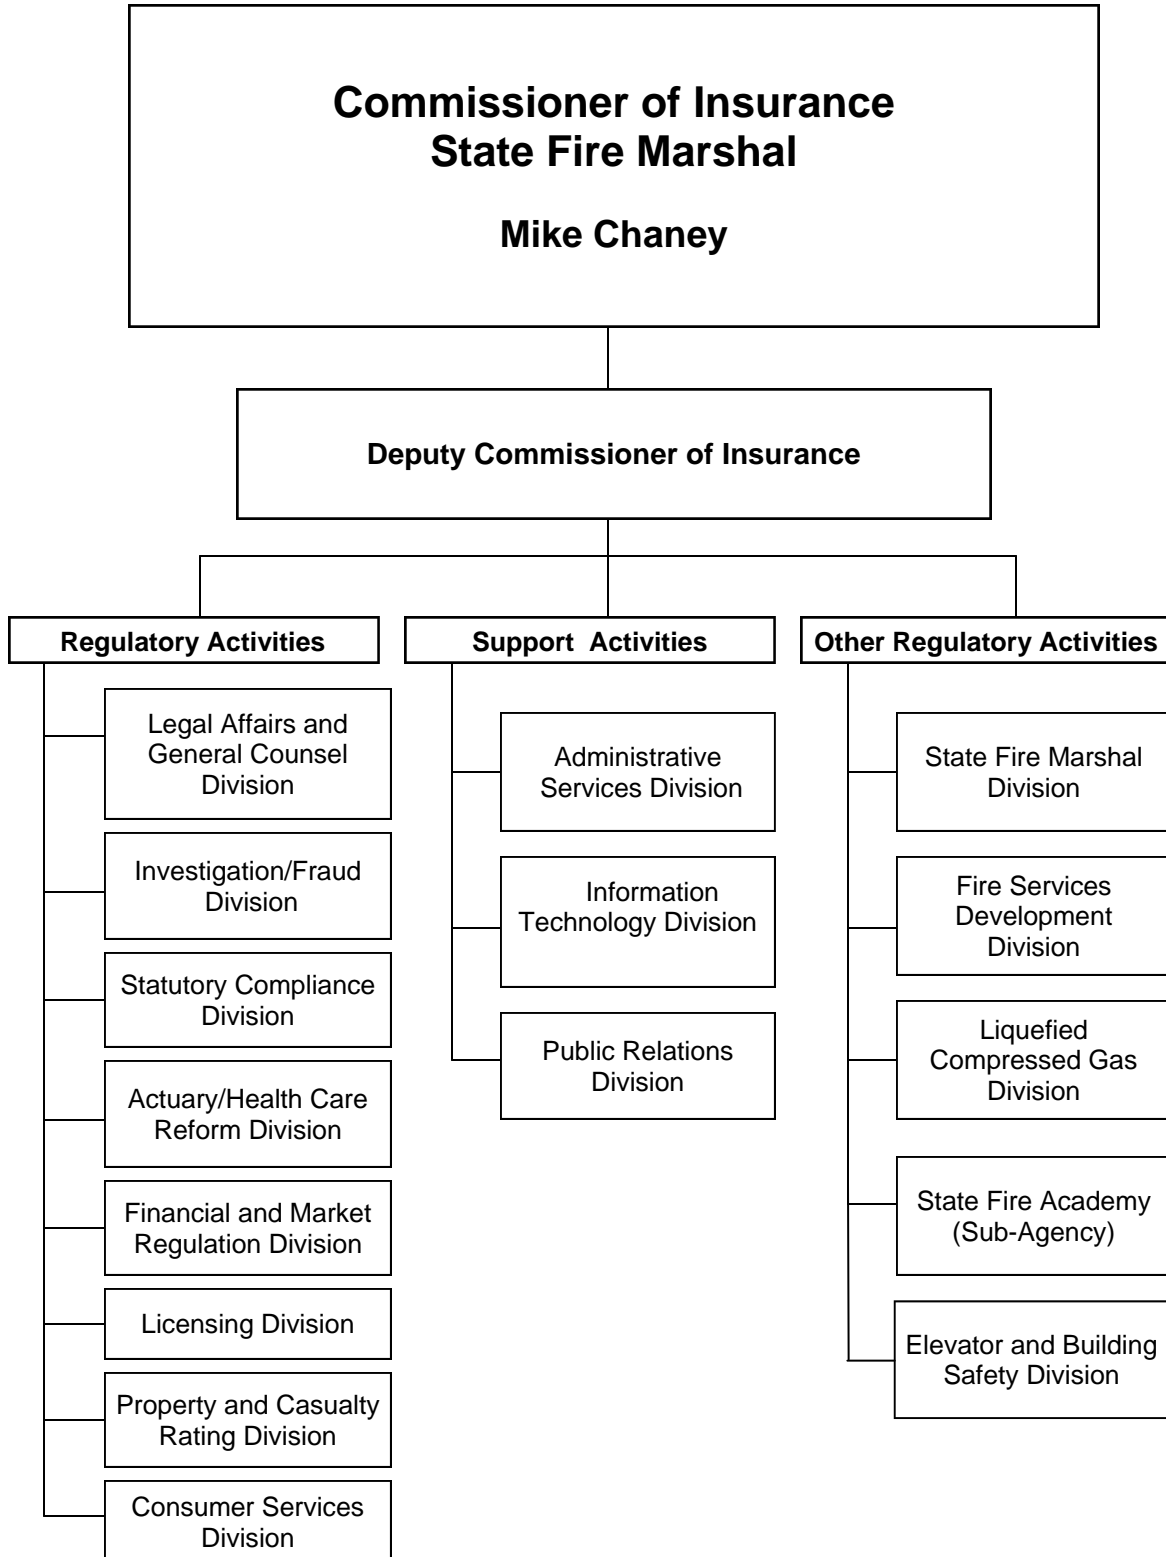 Commissioner of Insurance
State Fire Marshal
Mike Chaney
Deputy Commissioner of Insurance
Regulatory Activities
Legal Affairs and
General Counsel
Division
Investigation/Fraud
Division
Statutory Compliance
Division
Actuary/Health Care
Reform Division
Financial and Market
Regulation Division
Licensing Division
Property and Casualty
Rating Division
Consumer Services
Division
Support  Activities
Administrative
Services Division
Information
Technology Division
Public Relations
Division
Other Regulatory Activities
State Fire Marshal
Division
Fire Services
Development
Division
Liquefied
Compressed Gas
Division
State Fire Academy
(Sub-Agency)
Elevator and Building
Safety Division